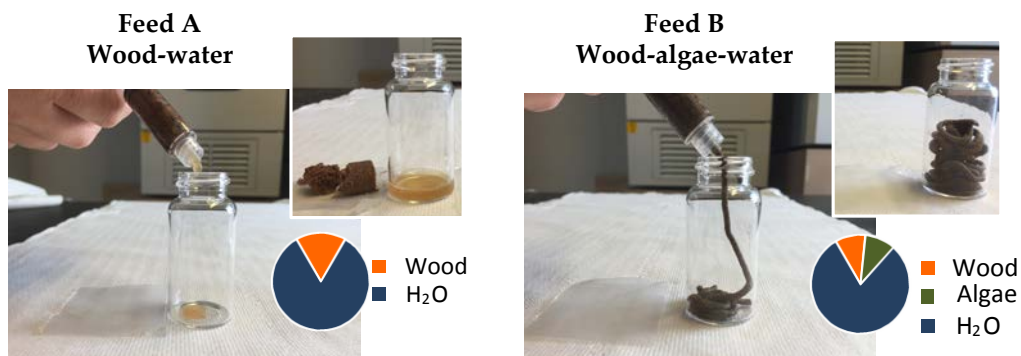 Feed A
Wood-water
Wood
H₂O
Feed B
Wood-algae-water
Wood
Algae
H₂O